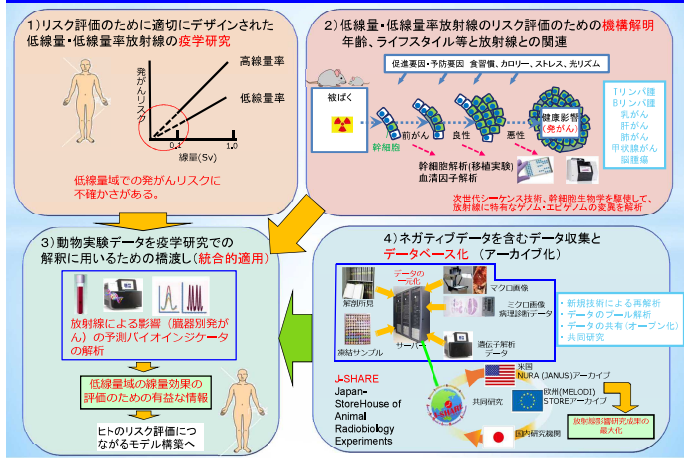 1)リスク評価のために適切にデザインされた
低線量・低線量率放射線の疫学研究
発がんリスク
高線量率
低線量率
0.1
1.0
線量(Sv)
低線量域での発がんリスクに
不確かさがある。
2)低線量・低線量率放射線のリスク評価のための機構解明
年齢、ライフスタイル等と放射線との関連
促進要因・予防要因 食習慣、カロリー、ストレス、光リズム
被ばく
幹細胞
前がん
良性
悪性
健康影響
(発がん)
Tリンパ腫
Bリンパ腫
乳がん
肝がん
肺がん
甲状腺がん
脳腫瘍
幹細胞解析(移植実験)
血清因子解析
次世代シーケンス技術、幹細胞生物学を駆使して、
放射線に特有なゲノム・エピゲノムの変異を解析
3)動物実験データを疫学研究での
解釈に用いるための橋渡し(統合的適用)
放射線による影響(臓器別発が
ん)の予測バイオインジケータ
の解析
低線量域の線量効果の
評価のための有益な情報
ヒトのリスク評価につ
ながるモデル構築へ
4)ネガティブデータを含むデータ収集と
データベース化 (アーカイブ化)
データの
一元化
解剖所見
凍結サンプル
サーバー
マクロ画像
ミクロ画像
病理診断データ
遺伝子解析
データ
・新規技術による再解析
・データのプール解析
・データの共有(オープン化)
・共同研究
J-SHARE
Japan-
StoreHouse of
Animal
Radiobiology
Experiments
J-SHARE
共同研究
米国
NURA (JANUS)アーカイブ
欧州(MELODI)
STOREアーカイブ
国内研究機関
放射線影響研究成果の
最大化